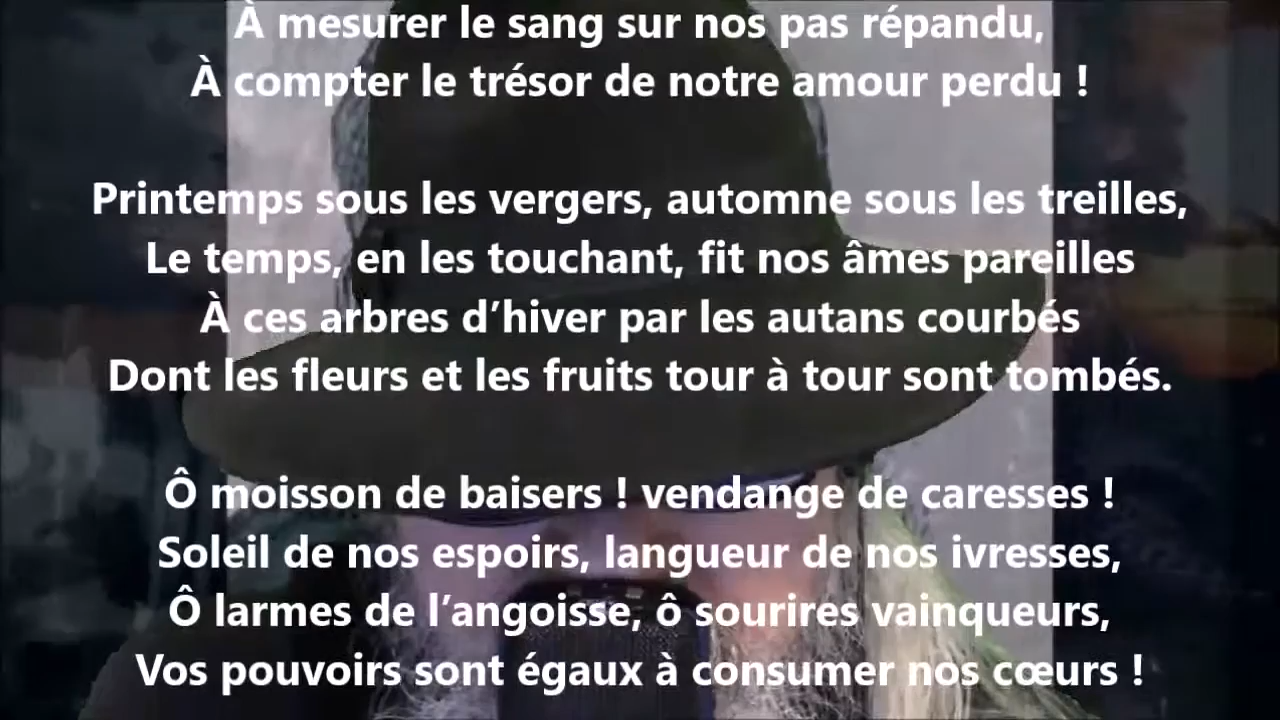 À mesurer le sang sur nos pas répandu,
À compter le trésor de notre amour perdu !
Printemps sous les vergers, automne sous les treilles,
Le temps, en les touchant, fit nos âmes pareilles
À ces arbres d’hiver par les autans courbés
Dont les fleurs et les fruits tour à tour sont tombés.
Ô moisson de baisers ! vendange de caresses !
Soleil de nos espoirs, langueur de nos ivresses,
Ô larmes de l’angoisse, ô sourires vainqueurs,
Vos pouvoirs sont égaux à consumer nos cœurs !